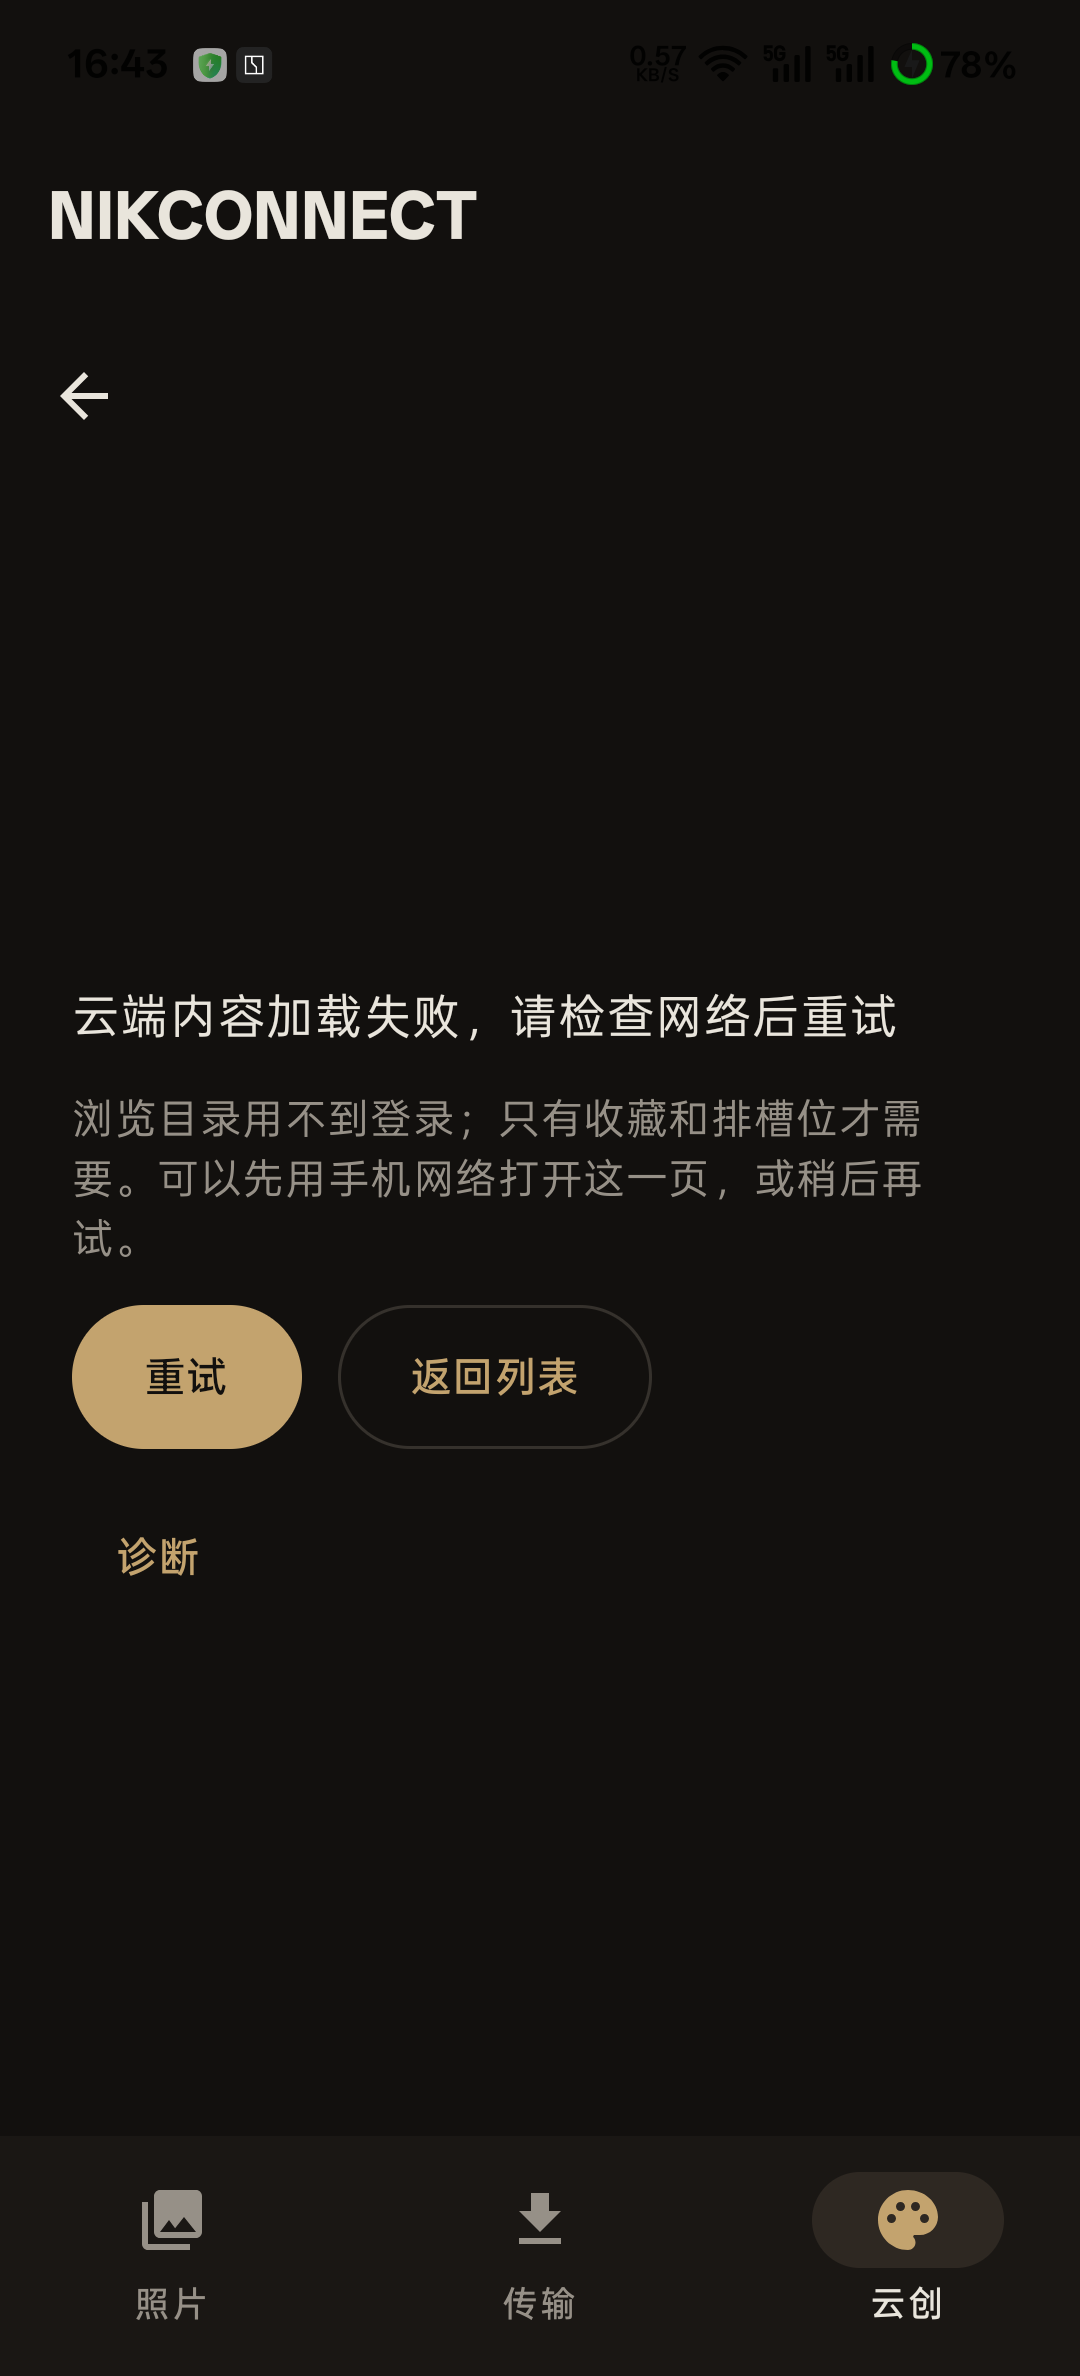 16:43
0.57 KB/S 5G 5G 78%
NIKCONNECT
云端内容加载失败，请检查网络后重试
浏览目录用不到登录；只有收藏和排槽位才需
要。可以先用手机网络打开这一页，或稍后再
试。
重试 返回列表
诊断
照片 传输 云创